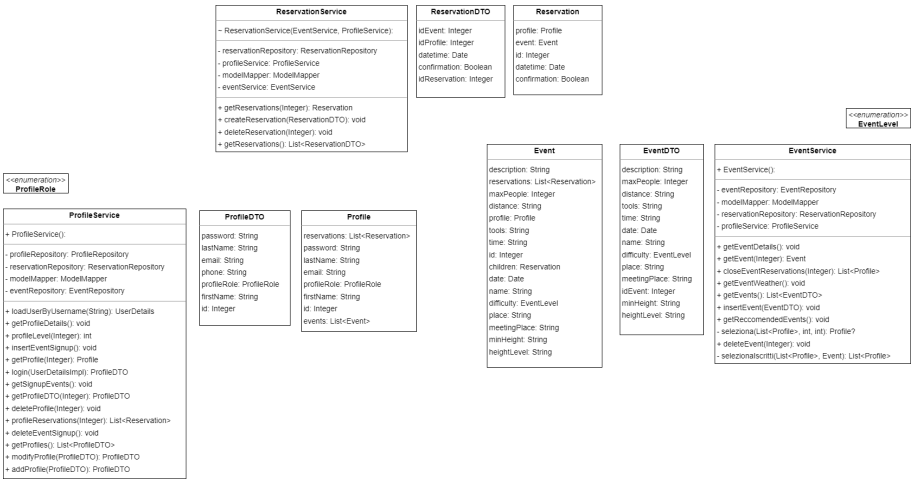 ReservationService
~ ReservationService(EventService, ProfileService):
- reservationRepository: ReservationRepository
- profileService: ProfileService
- modelMapper: ModelMapper
- eventService: EventService
+ getReservations(Integer): Reservation
+ createReservation(ReservationDTO): void
+ deleteReservation(Integer): void
+ getReservations(): List<ReservationDTO>
ReservationDTO
idEvent: Integer
idProfile: Integer
datetime: Date
confirmation: Boolean
idReservation: Integer
Reservation
profile: Profile
event: Event
id: Integer
datetime: Date
confirmation: Boolean
<<enumeration>>
EventLevel
Event
description: String
reservations: List<Reservation>
maxPeople: Integer
distance: String
profile: Profile
tools: String
time: String
id: Integer
children: Reservation
date: Date
name: String
difficulty: EventLevel
place: String
meetingPlace: String
minHeight: String
heightLevel: String
EventDTO
description: String
maxPeople: Integer
distance: String
tools: String
time: String
date: Date
name: String
difficulty: EventLevel
place: String
meetingPlace: String
idEvent: Integer
minHeight: String
heightLevel: String
EventService
+ EventService():
- eventRepository: EventRepository
- modelMapper: ModelMapper
- reservationRepository: ReservationRepository
- profileService: ProfileService
+ getEventDetails(): void
+ getEvent(Integer): Event
+ closeEventReservations(Integer): List<Profile>
+ getEventWeather(): void
+ getEvents(): List<EventDTO>
+ insertEvent(EventDTO): void
+ getReccomendedEvents(): void
- seleziona(List<Profile>, int, int): Profile?
+ deleteEvent(Integer): void
- selezionaIscritti(List<Profile>, Event): List<Profile>
<<enumeration>>
ProfileRole
ProfileService
+ ProfileService():
- profileRepository: ProfileRepository
- reservationRepository: ReservationRepository
- modelMapper: ModelMapper
- eventRepository: EventRepository
+ loadUserByUsername(String): UserDetails
+ getProfileDetails(): void
+ profileLevel(Integer): int
+ insertEventSignup(): void
+ getProfile(Integer): Profile
+ login(UserDetailsImpl): ProfileDTO
+ getSignupEvents(): void
+ getProfileDTO(Integer): ProfileDTO
+ deleteProfile(Integer): void
+ profileReservations(Integer): List<Reservation>
+ deleteEventSignup(): void
+ getProfiles(): List<ProfileDTO>
+ modifyProfile(ProfileDTO): ProfileDTO
+ addProfile(ProfileDTO): ProfileDTO
ProfileDTO
password: String
lastName: String
email: String
phone: String
profileRole: ProfileRole
firstName: String
id: Integer
Profile
reservations: List<Reservation>
password: String
lastName: String
email: String
profileRole: ProfileRole
firstName: String
id: Integer
events: List<Event>